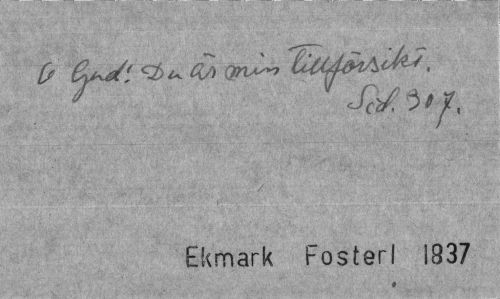 O Gud! Du är min tillförsikt.
Sid. 307.
Ekmark Fosterl 1837